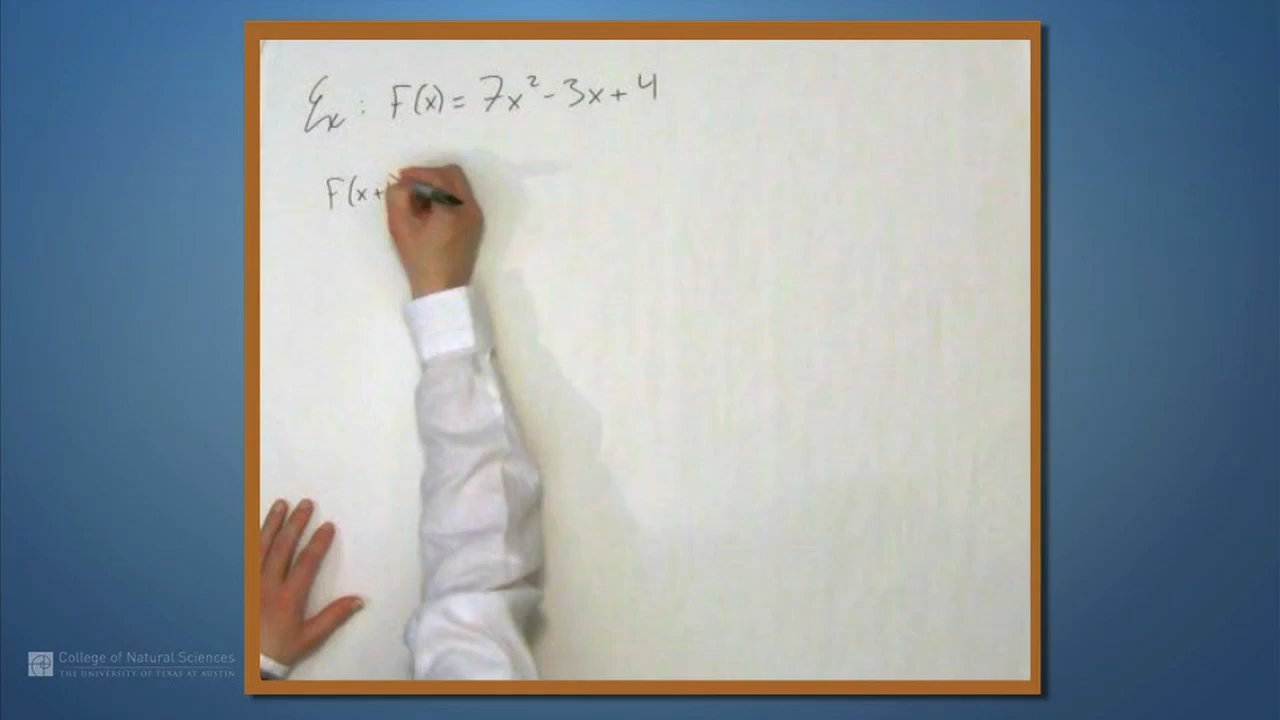 Ex: F(x) = 7x² - 3x + 4
F(x+
College of Natural Sciences
THE UNIVERSITY OF TEXAS AT AUSTIN